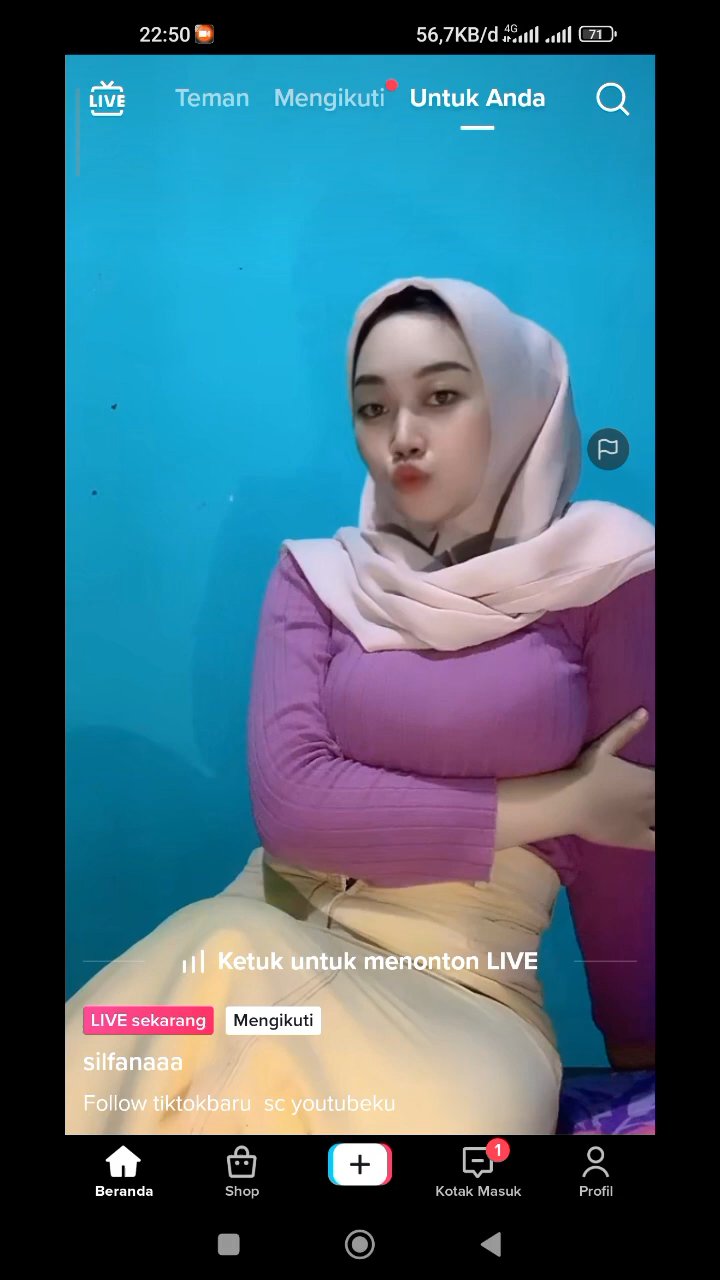 22:50 56,7KB/d 4G 71
LIVE Teman Mengikuti Untuk Anda
Ketuk untuk menonton LIVE
LIVE sekarang Mengikuti
silfanaaa
Follow tiktokbaru sc youtubeku
1
Beranda Shop Kotak Masuk Profil